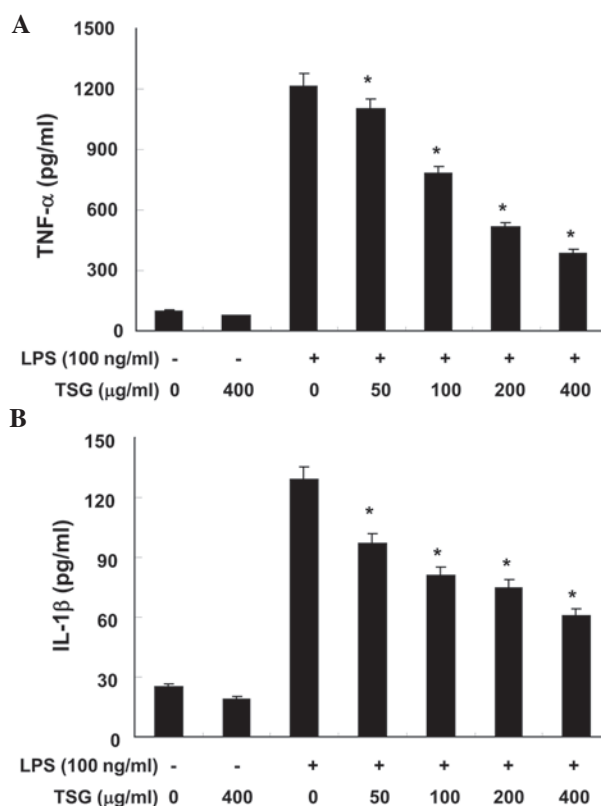 A
1500
1200
900
600
300
0
TNF-α (pg/ml)
*
*
*
*
LPS (100 ng/ml) - - + + + + +
TSG (μg/ml) 0 400 0 50 100 200 400
B
150
120
90
60
30
0
IL-1β (pg/ml)
*
*
*
*
LPS (100 ng/ml) - - + + + + +
TSG (μg/ml) 0 400 0 50 100 200 400